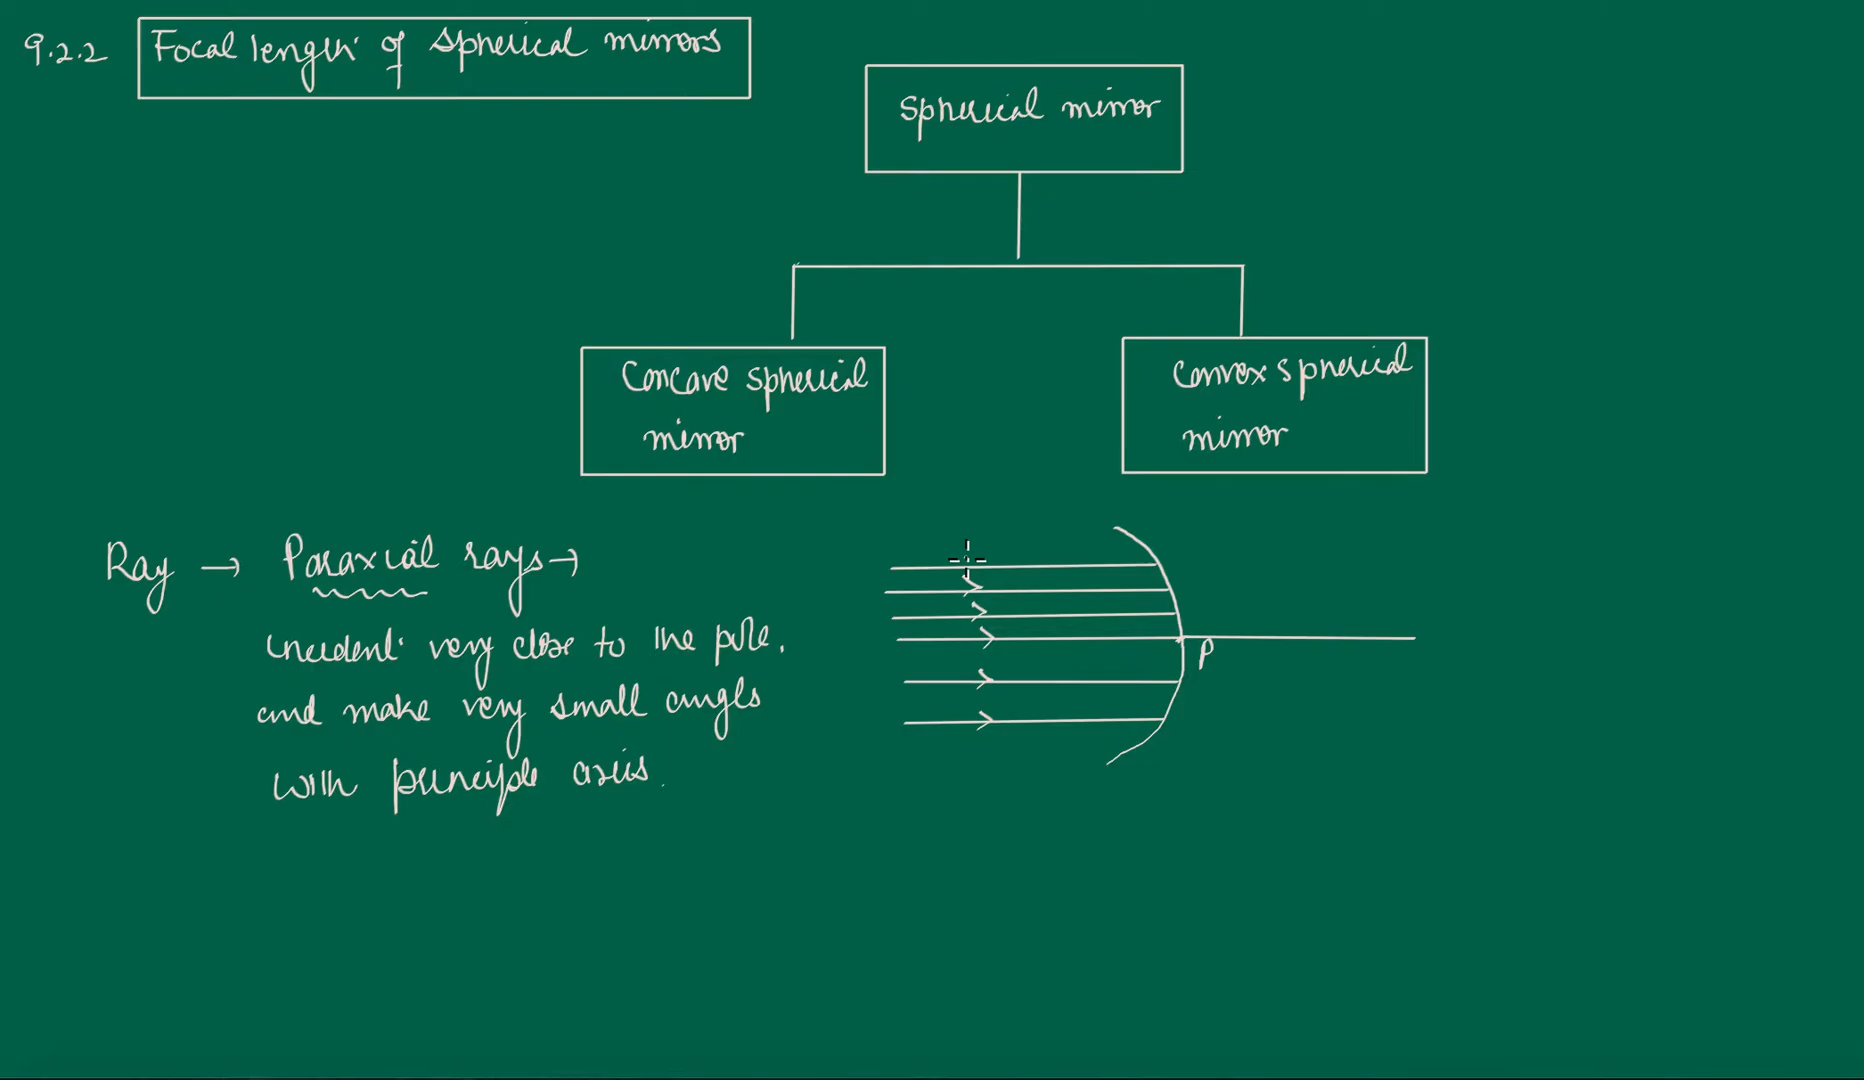 9.2.2 Focal length of spherical mirrors
spherical mirror
Concave spherical
mirror
Convex spherical
mirror
Ray → Paraxial rays →
incident very close to the pole.
and make very small angles
with principle axis.
P